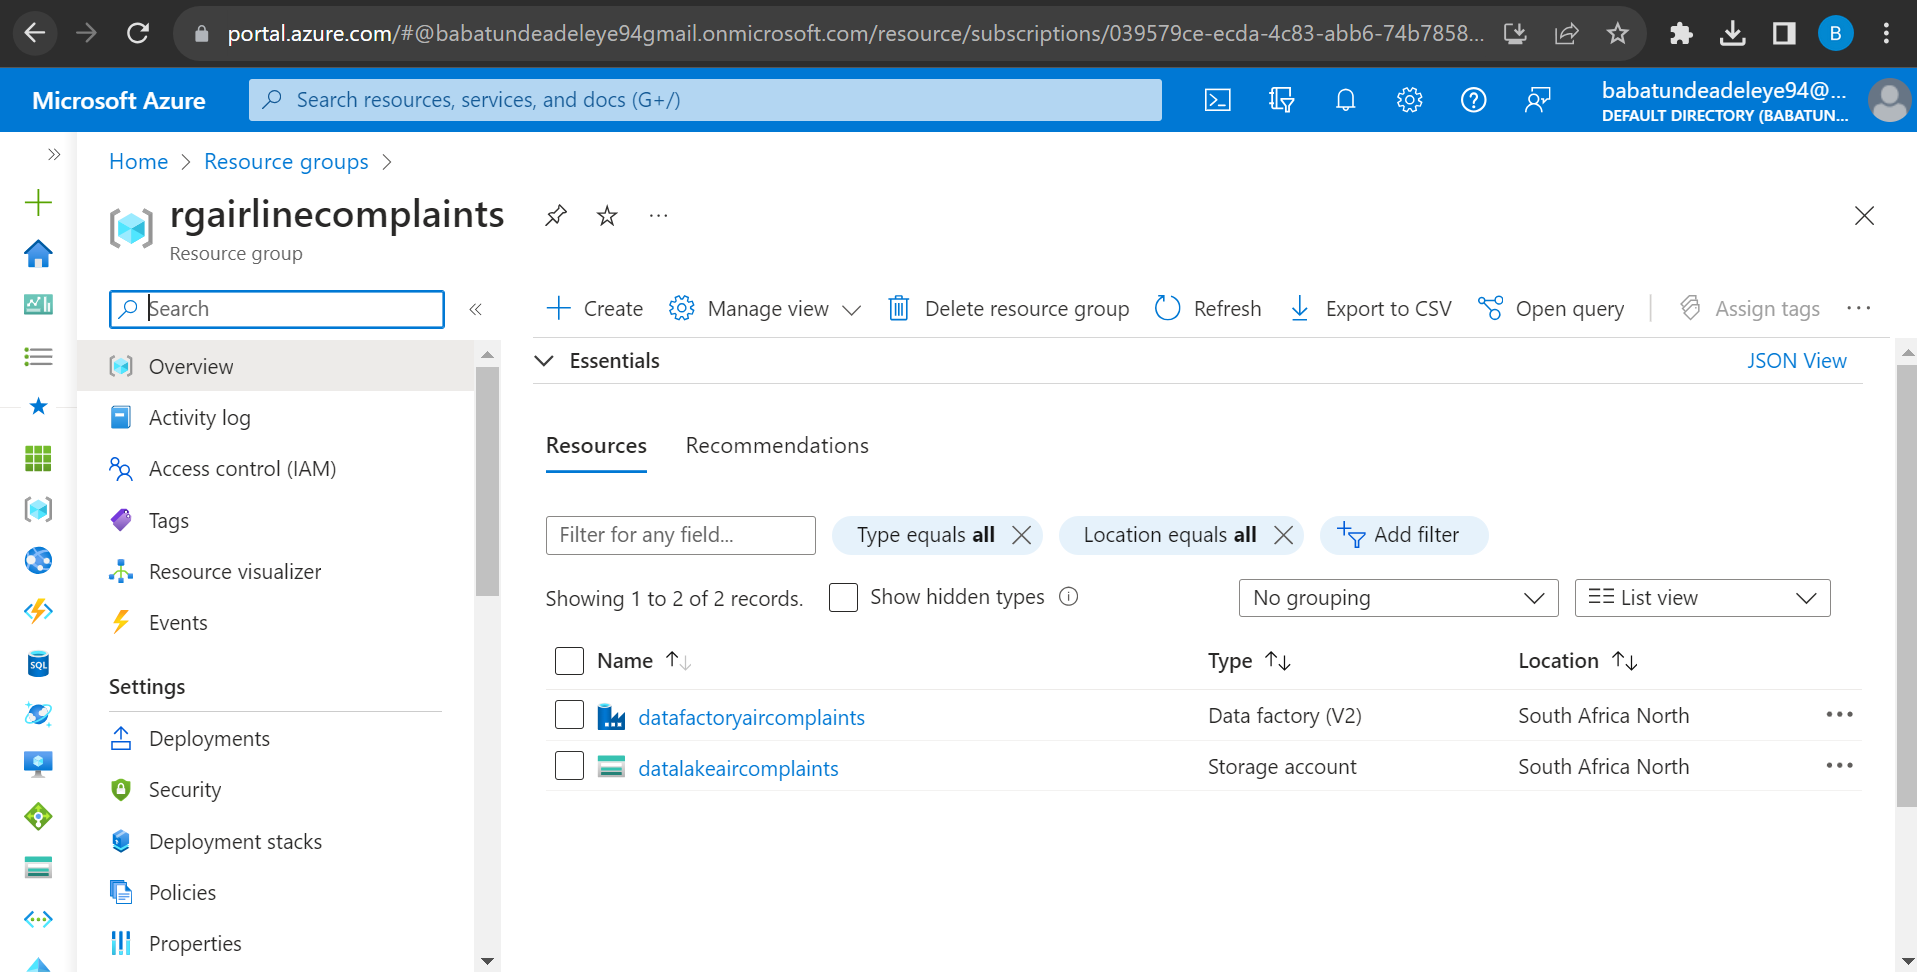 portal.azure.com/#@babatundeadeleye94gmail.onmicrosoft.com/resource/subscriptions/039579ce-ecda-4c83-abb6-74b7858...
B
Microsoft Azure
Search resources, services, and docs (G+/)
babatundeadeleye94@...
DEFAULT DIRECTORY (BABATUN...
Home > Resource groups >
rgairlinecomplaints
Resource group
Search
Create
Manage view
Delete resource group
Refresh
Export to CSV
Open query
Assign tags
Overview
Activity log
Access control (IAM)
Tags
Resource visualizer
Events
Settings
Deployments
Security
Deployment stacks
Policies
Properties
SQL
Essentials
JSON View
Resources
Recommendations
Filter for any field...
Type equals all
Location equals all
Add filter
Showing 1 to 2 of 2 records.
Show hidden types
No grouping
List view
Name
Type
Location
datafactoryaircomplaints
Data factory (V2)
South Africa North
datalakeaircomplaints
Storage account
South Africa North